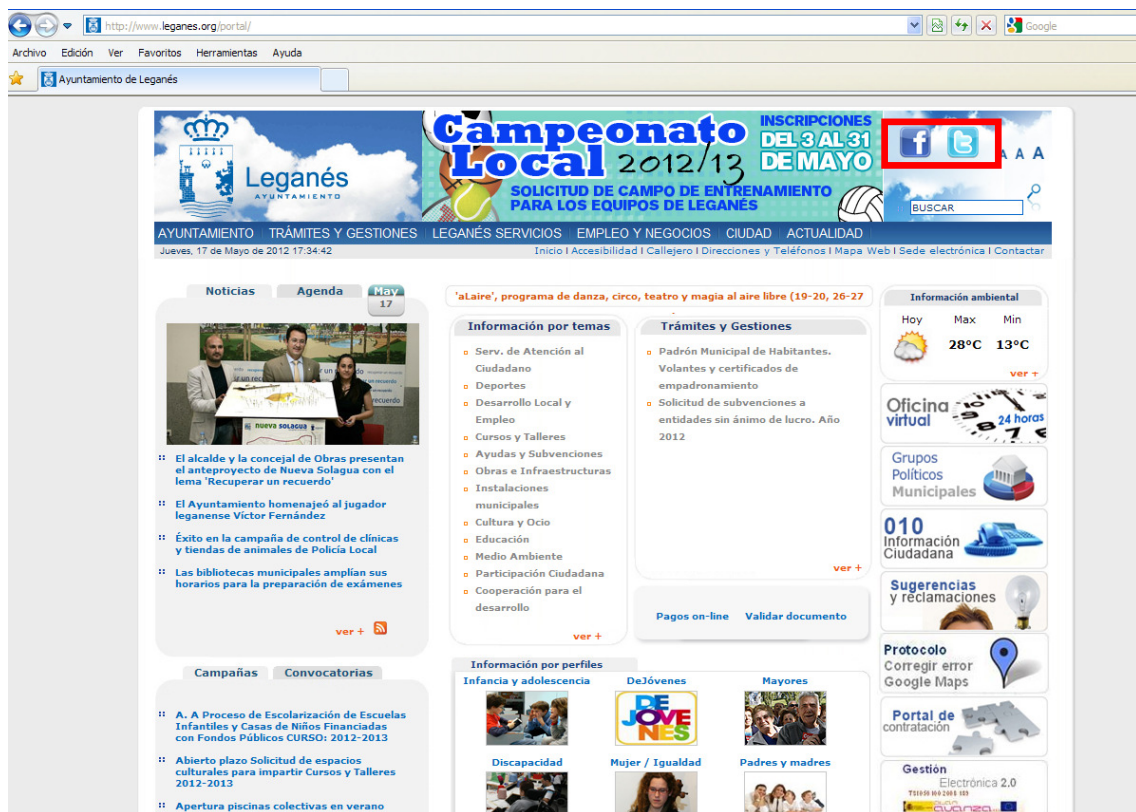 http://www.leganes.org/portal/
Google
Archivo Edición Ver Favoritos Herramientas Ayuda
Ayuntamiento de Leganés
Leganés
AYUNTAMIENTO
Campeonato
Local 2012/13
INSCRIPCIONES
DEL 3 AL 31
DE MAYO
SOLICITUD DE CAMPO DE ENTRENAMIENTO
PARA LOS EQUIPOS DE LEGANÉS
A A A
BUSCAR
AYUNTAMIENTO TRÁMITES Y GESTIONES LEGANÉS SERVICIOS EMPLEO Y NEGOCIOS CIUDAD ACTUALIDAD
Jueves, 17 de Mayo de 2012 17:34:42
Inicio I Accesibilidad I Callejero I Direcciones y Teléfonos I Mapa Web I Sede electrónica I Contactar
Noticias Agenda May
17
nueva solagua
El alcalde y la concejal de Obras presentan
el anteproyecto de Nueva Solagua con el
lema 'Recuperar un recuerdo'
El Ayuntamiento homenajeó al jugador
leganense Víctor Fernández
Éxito en la campaña de control de clínicas
y tiendas de animales de Policía Local
Las bibliotecas municipales amplían sus
horarios para la preparación de exámenes
ver +
Campañas Convocatorias
A. A Proceso de Escolarización de Escuelas
Infantiles y Casas de Niños Financiadas
con Fondos Públicos CURSO: 2012-2013
Abierto plazo Solicitud de espacios
culturales para impartir Cursos y Talleres
2012-2013
Apertura piscinas colectivas en verano
'aLaire', programa de danza, circo, teatro y magia al aire libre (19-20, 26-27
Información por temas
Serv. de Atención al
Ciudadano
Deportes
Desarrollo Local y
Empleo
Cursos y Talleres
Ayudas y Subvenciones
Obras e Infraestructuras
Instalaciones
municipales
Cultura y Ocio
Educación
Medio Ambiente
Participación Ciudadana
Cooperación para el
desarrollo
ver +
Trámites y Gestiones
Padrón Municipal de Habitantes.
Volantes y certificados de
empadronamiento
Solicitud de subvenciones a
entidades sin ánimo de lucro. Año
2012
ver +
Pagos on-line Validar documento
Información por perfiles
Infancia y adolescencia DeJóvenes Mayores
DE
JOVE
NES
Discapacidad Mujer / Igualdad Padres y madres
Información ambiental
Hoy Max Min
28°C 13°C
ver +
Oficina
virtual
24 horas
Grupos
Políticos
Municipales
010
Información
Ciudadana
Sugerencias
y reclamaciones
Protocolo
Corregir error
Google Maps
Portal de
contratación
Gestión
Electrónica 2.0